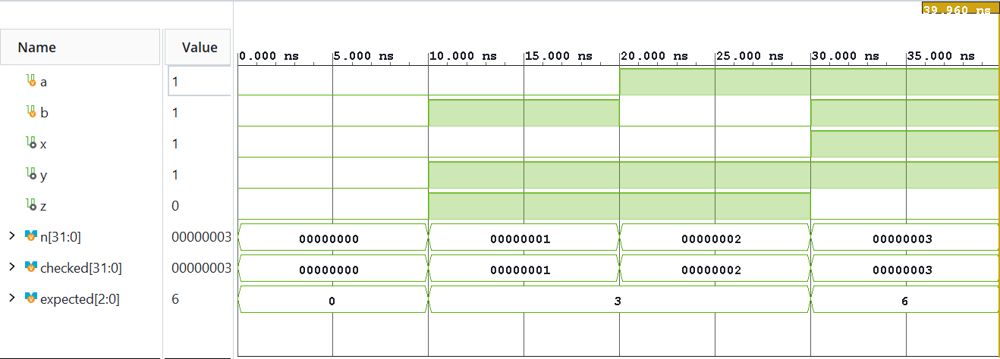 39.960 ns
Name Value 0.000 ns 5.000 ns 10.000 ns 15.000 ns 20.000 ns 25.000 ns 30.000 ns 35.000 ns
a 1
b 1
x 1
y 1
z 0
n[31:0] 00000003 00000000 00000001 00000002 00000003
checked[31:0] 00000003 00000000 00000001 00000002 00000003
expected[2:0] 6 0 3 6